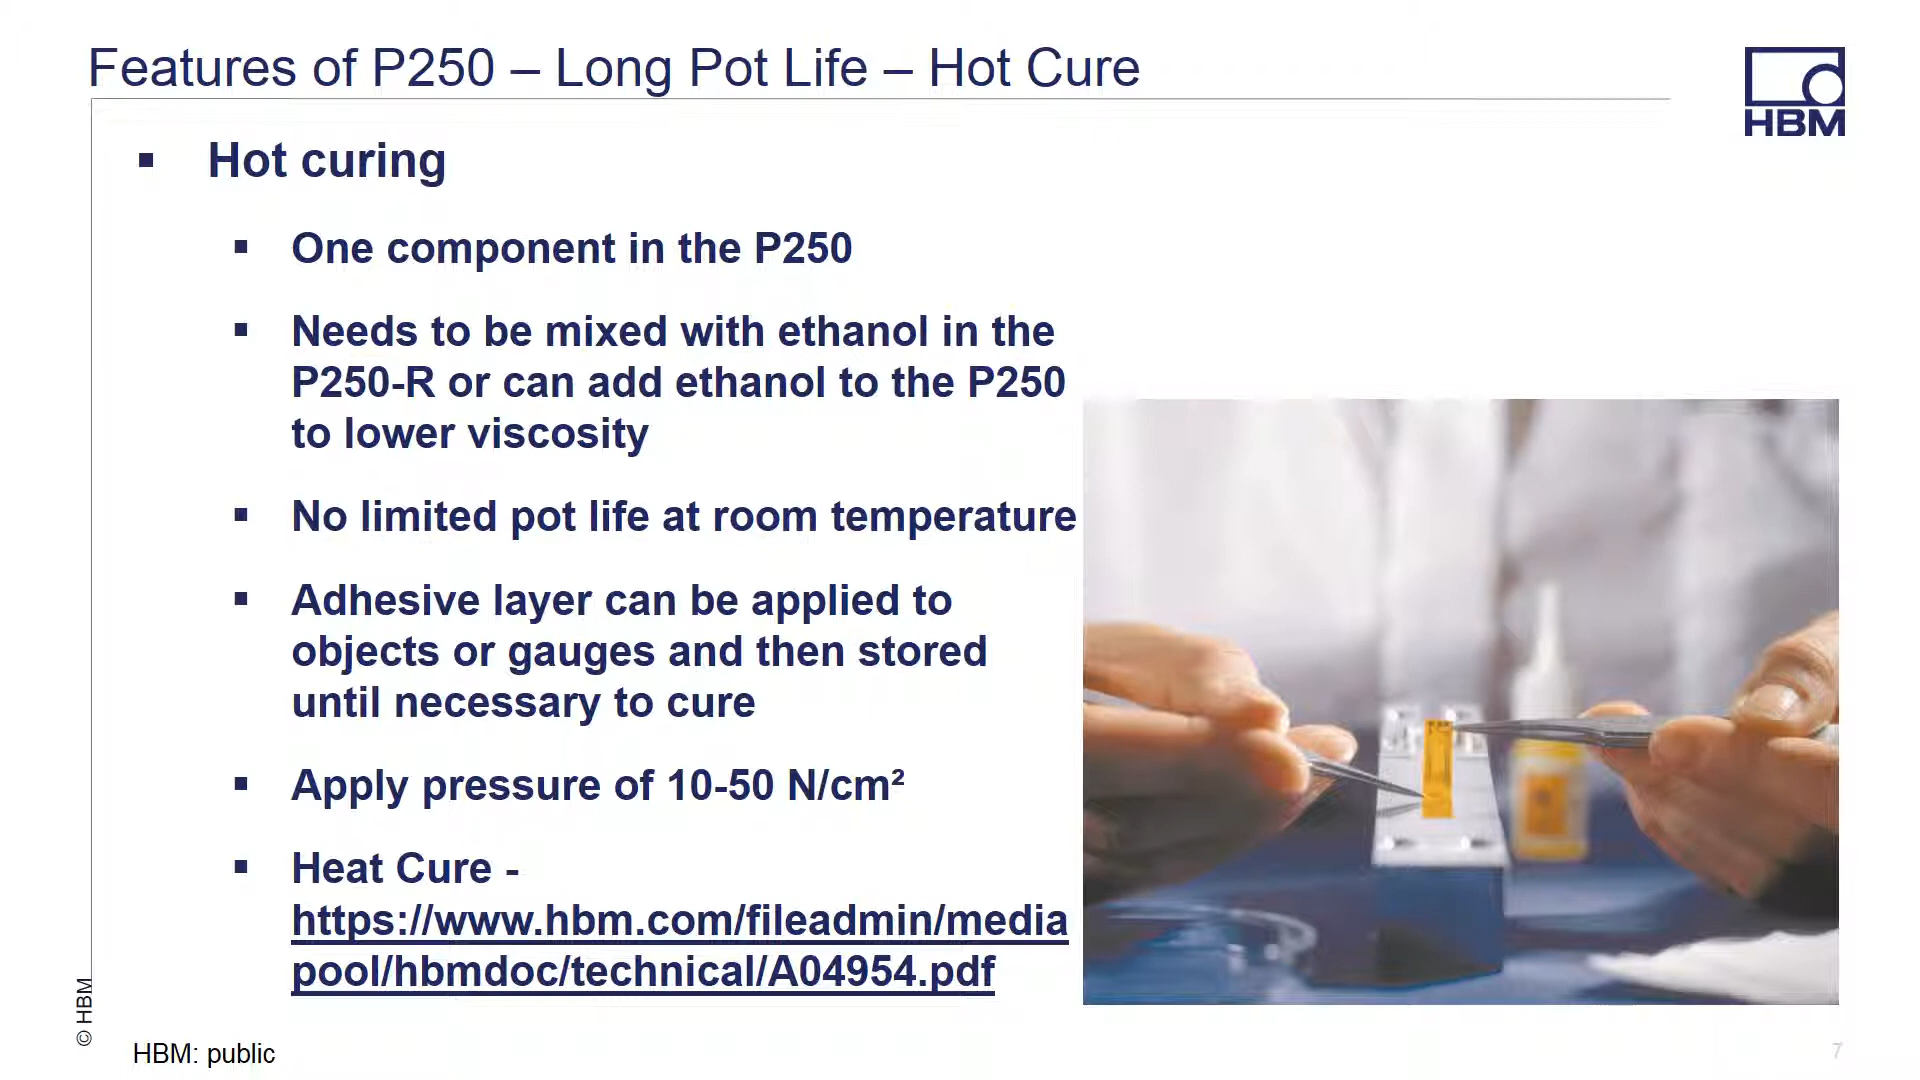 Features of P250 – Long Pot Life – Hot Cure
HBM
▪ Hot curing
▪ One component in the P250
▪ Needs to be mixed with ethanol in the
P250-R or can add ethanol to the P250
to lower viscosity
▪ No limited pot life at room temperature
▪ Adhesive layer can be applied to
objects or gauges and then stored
until necessary to cure
▪ Apply pressure of 10-50 N/cm²
▪ Heat Cure -
https://www.hbm.com/fileadmin/media
pool/hbmdoc/technical/A04954.pdf
© HBM
HBM: public
7